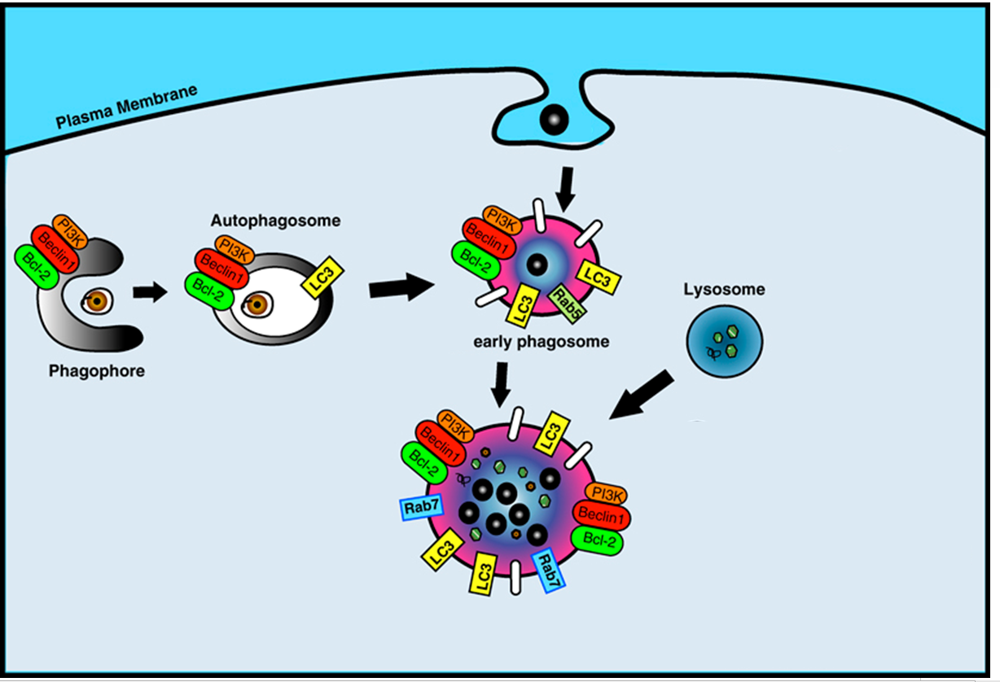 Plasma Membrane
PI3K
Beclin1
Bcl-2
Phagophore
Autophagosome
PI3K
Beclin1
Bcl-2
LC3
PI3K
Beclin1
Bcl-2
LC3
Rab5
LC3
early phagosome
Lysosome
PI3K
Beclin1
Bcl-2
LC3
Rab7
LC3
LC3
Rab7
PI3K
Beclin1
Bcl-2